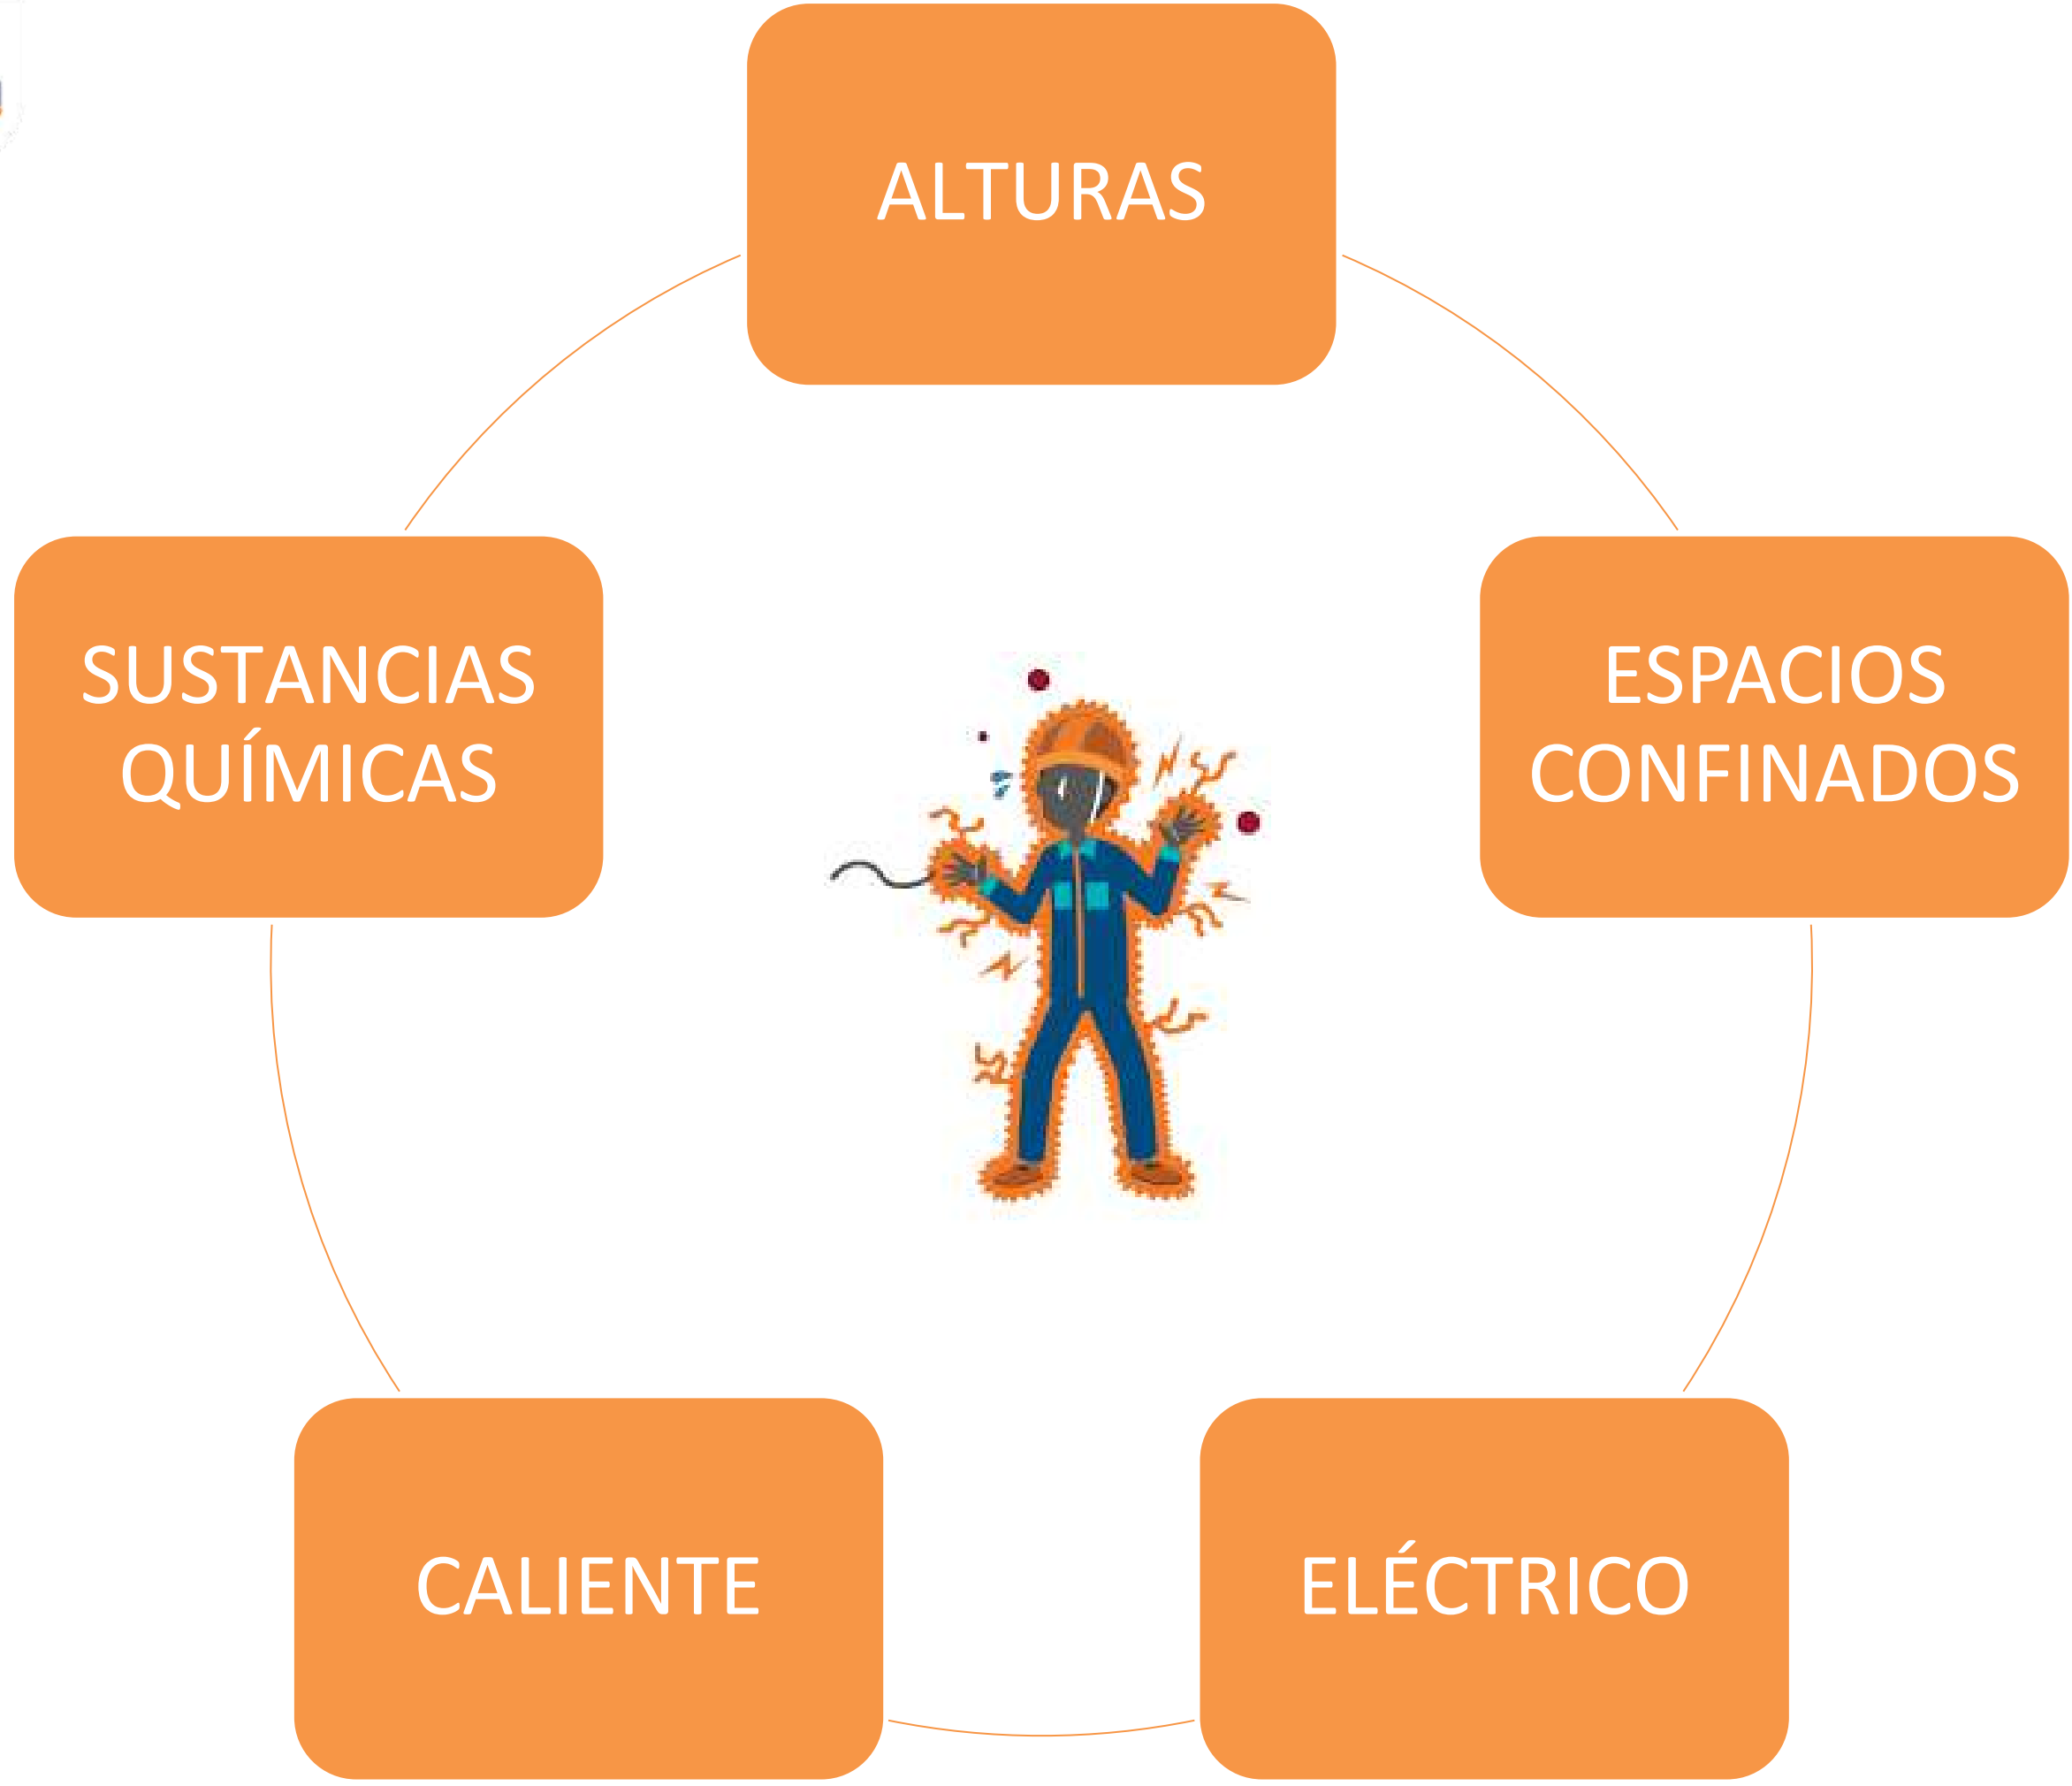 ALTURAS
ESPACIOS
CONFINADOS
ELÉCTRICO
CALIENTE
SUSTANCIAS
QUÍMICAS